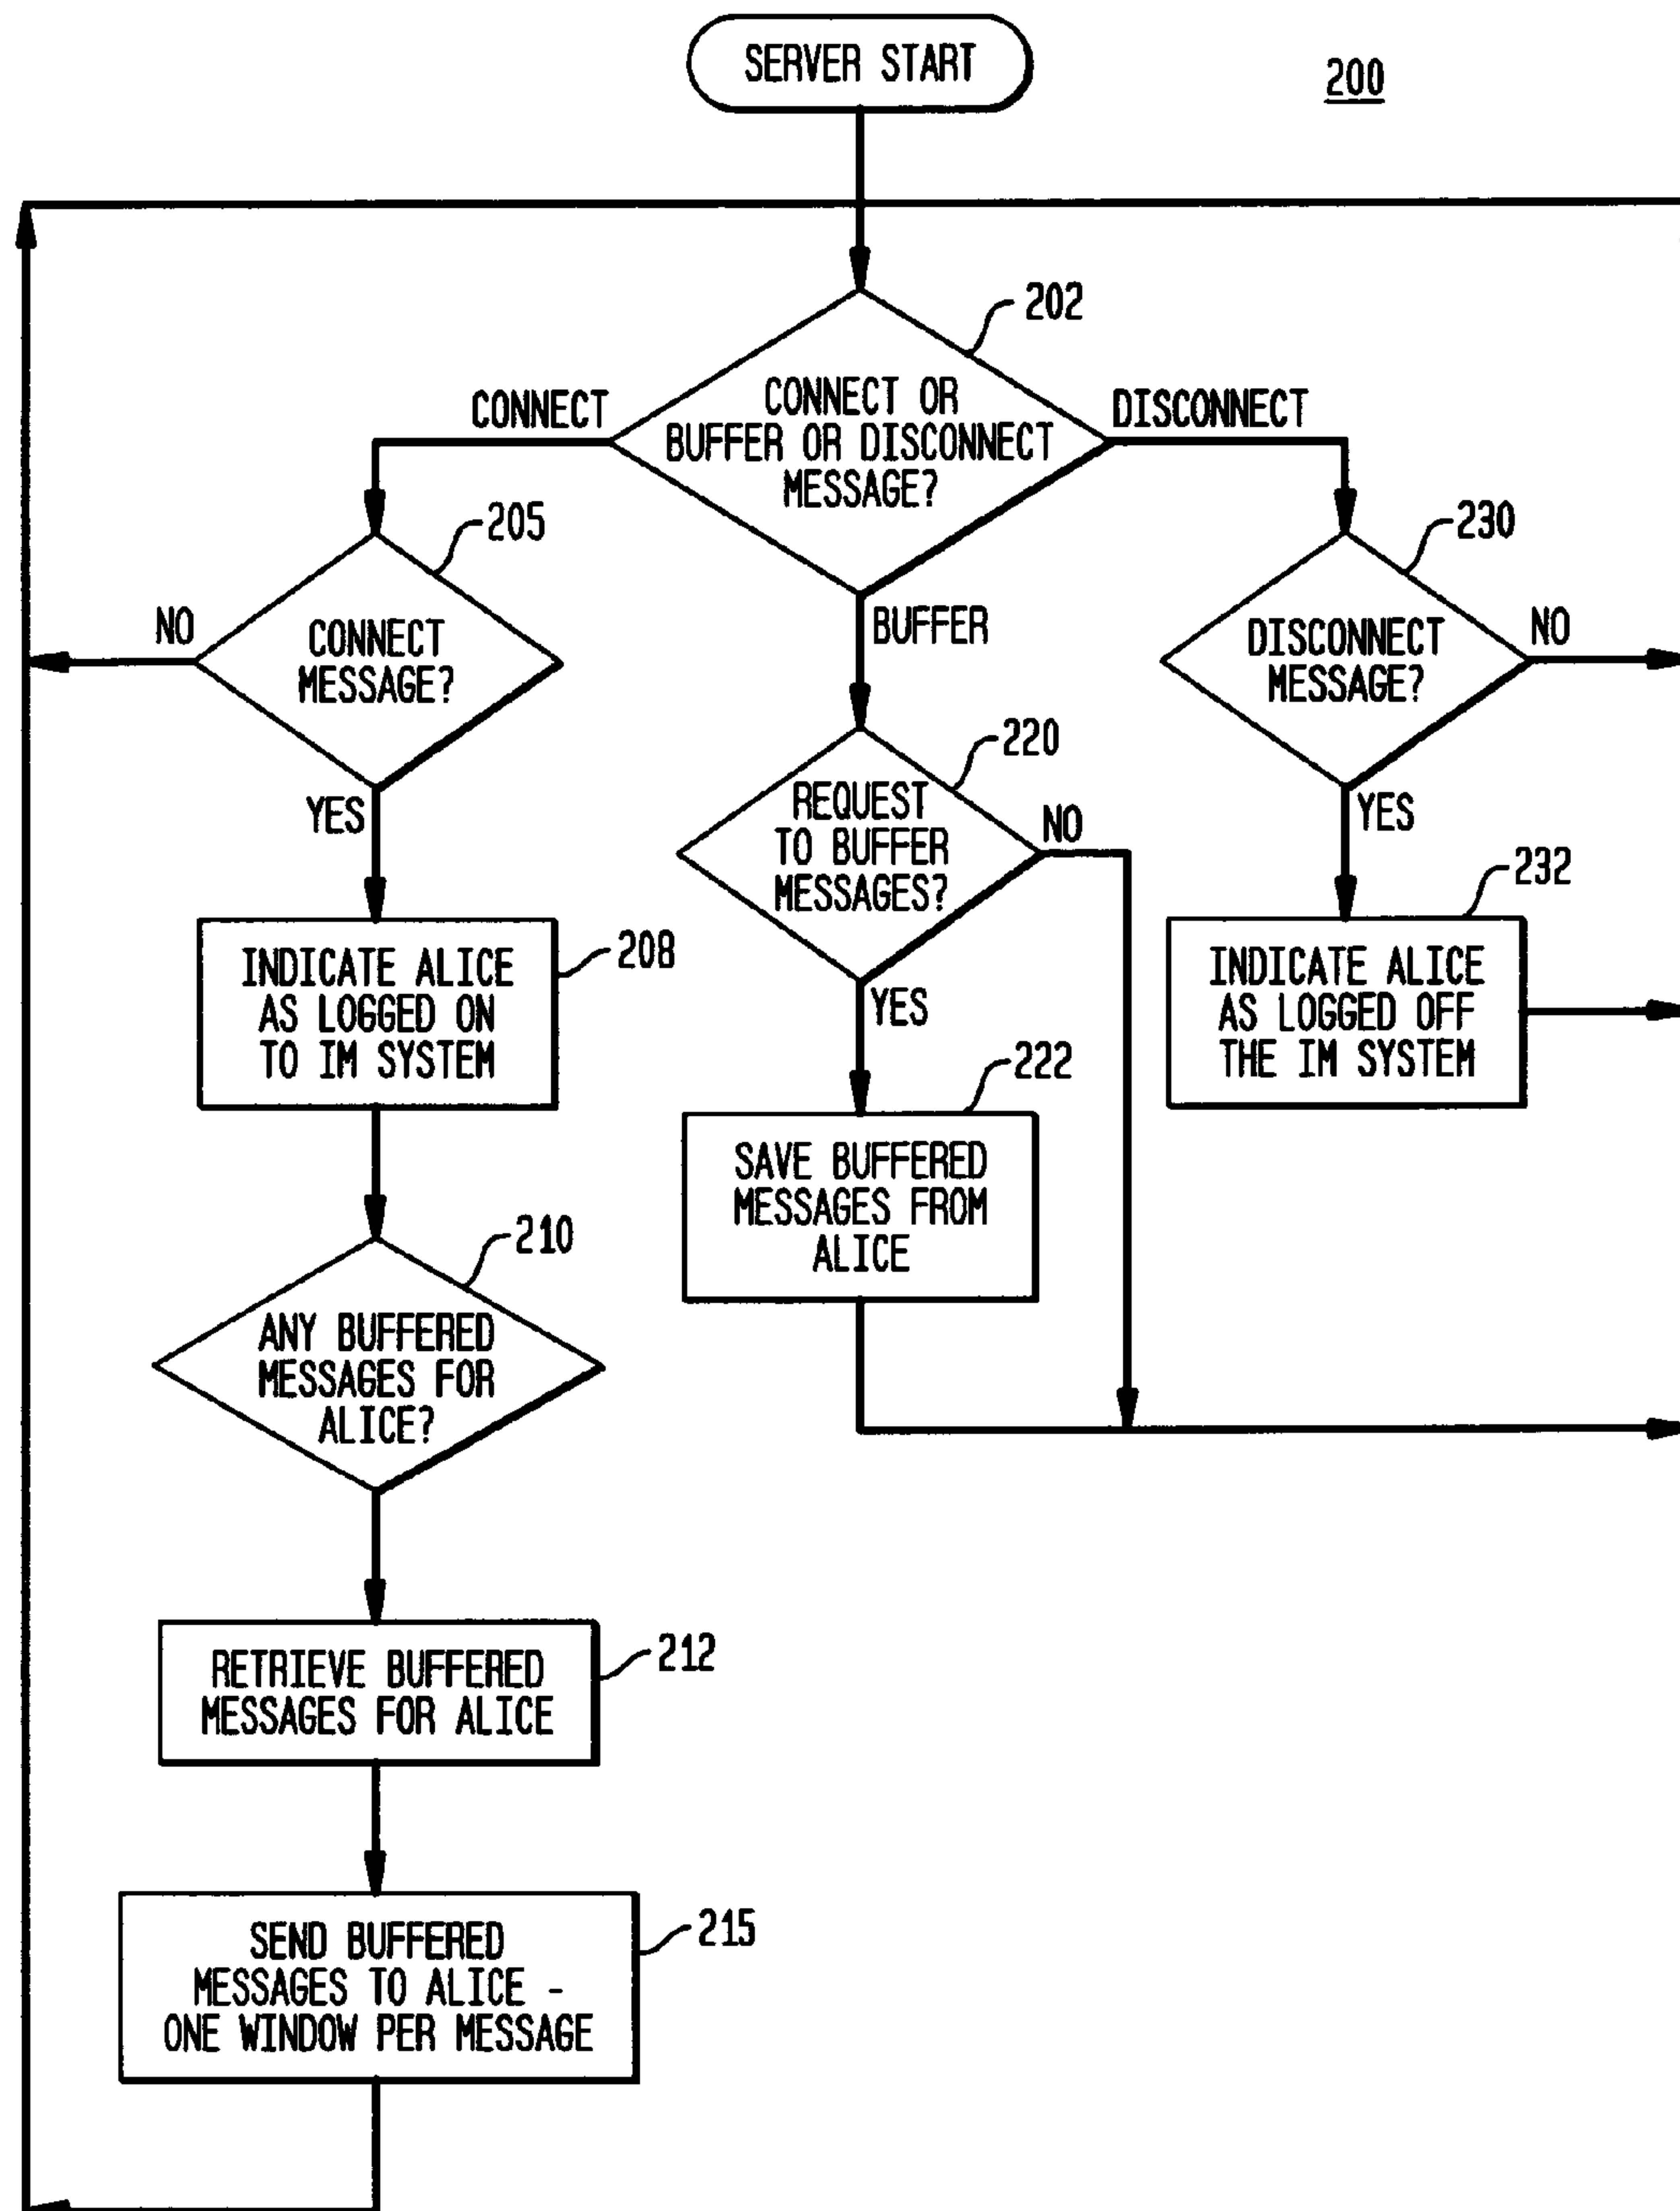 SERVER START
200
202
CONNECT OR
BUFFER OR DISCONNECT
MESSAGE?
CONNECT
DISCONNECT
BUFFER
205
CONNECT
MESSAGE?
NO
YES
208
INDICATE ALICE
AS LOGGED ON
TO IM SYSTEM
210
ANY BUFFERED
MESSAGES FOR
ALICE?
212
RETRIEVE BUFFERED
MESSAGES FOR ALICE
215
SEND BUFFERED
MESSAGES TO ALICE -
ONE WINDOW PER MESSAGE
220
REQUEST
TO BUFFER
MESSAGES?
NO
YES
222
SAVE BUFFERED
MESSAGES FROM
ALICE
230
DISCONNECT
MESSAGE?
NO
YES
232
INDICATE ALICE
AS LOGGED OFF
THE IM SYSTEM